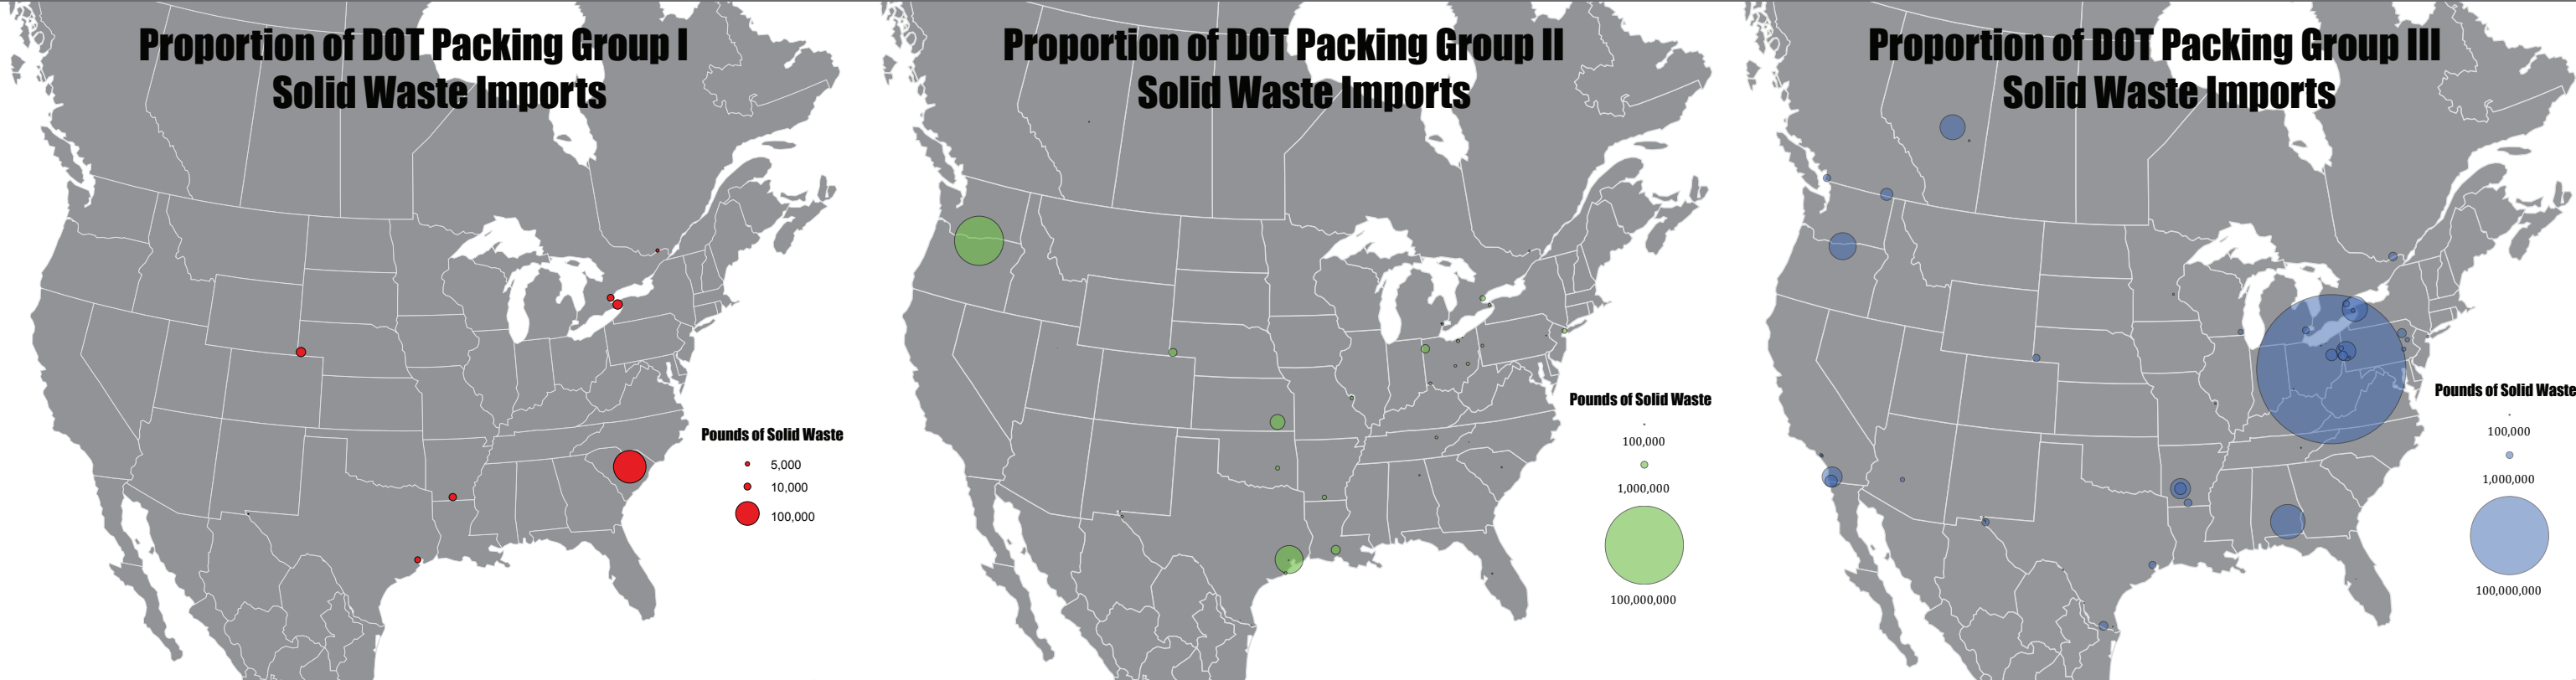 Proportion of DOT Packing Group I
Solid Waste Imports
Pounds of Solid Waste
5,000
10,000
100,000
Proportion of DOT Packing Group II
Solid Waste Imports
Pounds of Solid Waste
100,000
1,000,000
100,000,000
Proportion of DOT Packing Group III
Solid Waste Imports
Pounds of Solid Waste
100,000
1,000,000
100,000,000